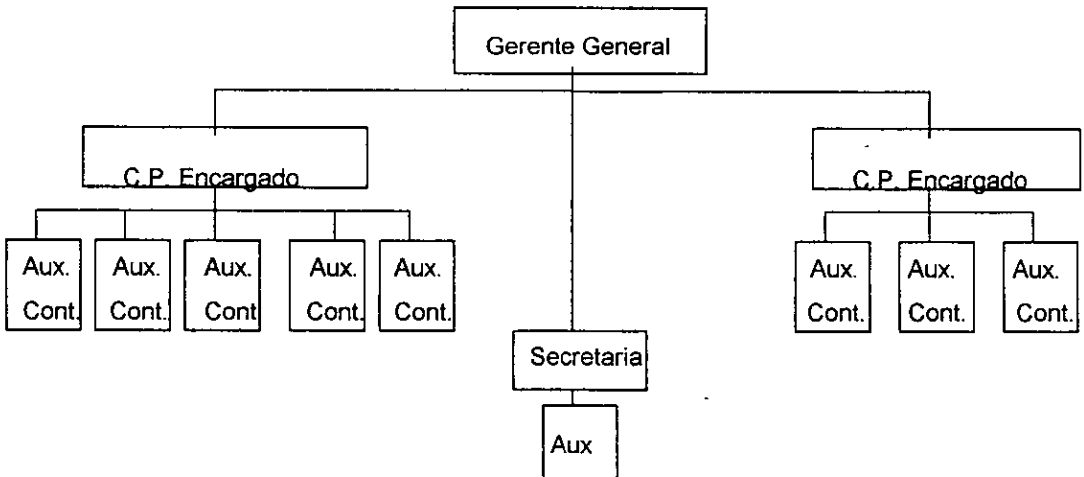 Gerente General
C.P. Encargado
C.P. Encargado
Aux.
Cont.
Aux.
Cont.
Aux.
Cont
Aux.
Cont.
Aux.
Cont.
Aux.
Cont.
Aux.
Cont.
Aux.
Cont.
Secretaria
Aux